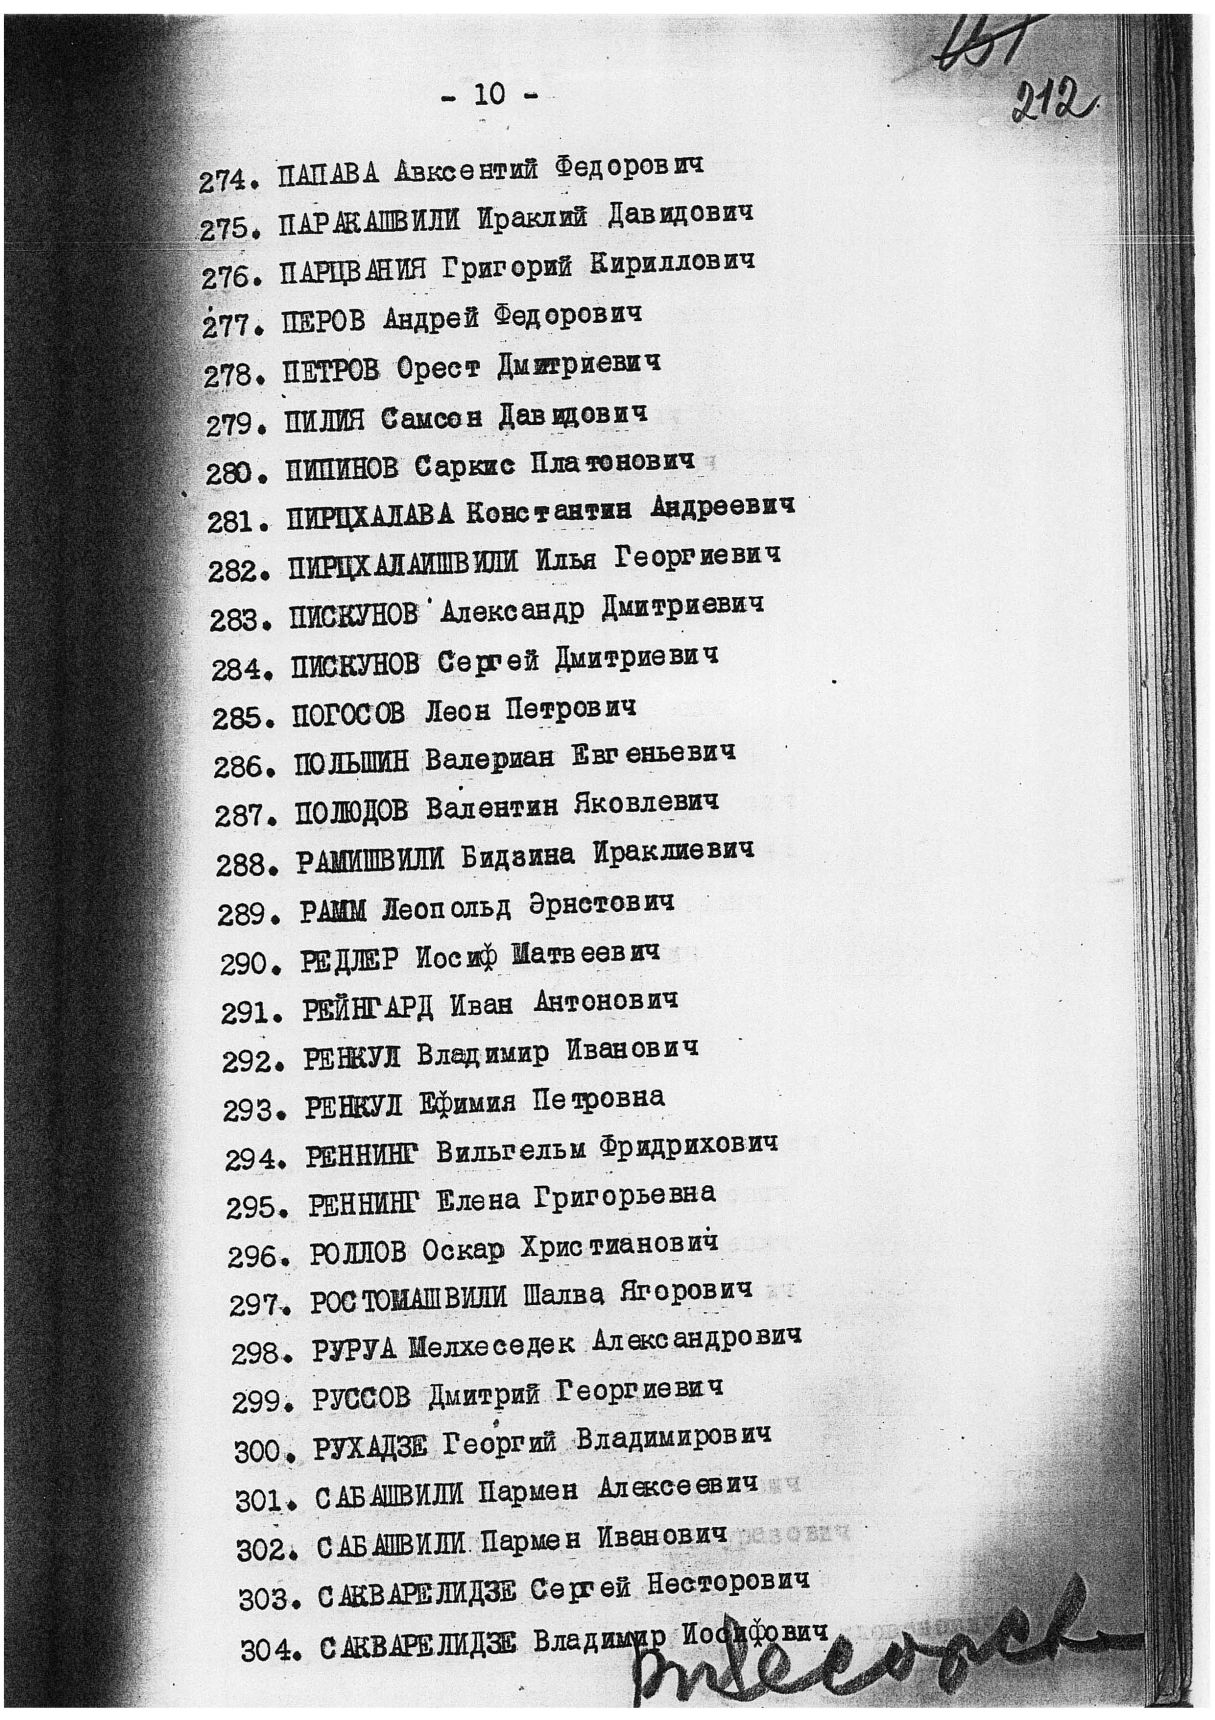 - 10 -
212
274. ПАПАВА Авксентий Федорович
275. ПАРАКАШВИЛИ Ираклий Давидович
276. ПАРЦВАНИЯ Григорий Кириллович
277. ПЕРОВ Андрей Федорович
278. ПЕТРОВ Орест Дмитриевич
279. ПИЛИЯ Самсон Давидович
280. ПИПИНОВ Саркис Платонович
281. ПИРЦХАЛАВА Константин Андреевич
282. ПИРЦХАЛАИШВИЛИ Илья Георгиевич
283. ПИСКУНОВ Александр Дмитриевич
284. ПИСКУНОВ Сергей Дмитриевич
285. ПОГОСОВ Леон Петрович
286. ПОЛЬШИН Валериан Евгеньевич
287. ПОЛЮДОВ Валентин Яковлевич
288. РАМИШВИЛИ Бидзина Ираклиевич
289. РАММ Леопольд Эрнстович
290. РЕДЛЕР Иосиф Матвеевич
291. РЕЙНГАРД Иван Антонович
292. РЕНКУЛ Владимир Иванович
293. РЕНКУЛ Ефимия Петровна
294. РЕННИНГ Вильгельм Фридрихович
295. РЕННИНГ Елена Григорьевна
296. РОЛЛОВ Оскар Христианович
297. РОСТОМАШВИЛИ Шалва Ягорович
298. РУРУА Мелхеседек Александрович
299. РУССОВ Дмитрий Георгиевич
300. РУХАДЗЕ Георгий Владимирович
301. САБАШВИЛИ Пармен Алексеевич
302. САБАШВИЛИ Пармен Иванович
303. САКВАРЕЛИДЗЕ Сергей Несторович
304. САКВАРЕЛИДЗЕ Владимир Иосифович